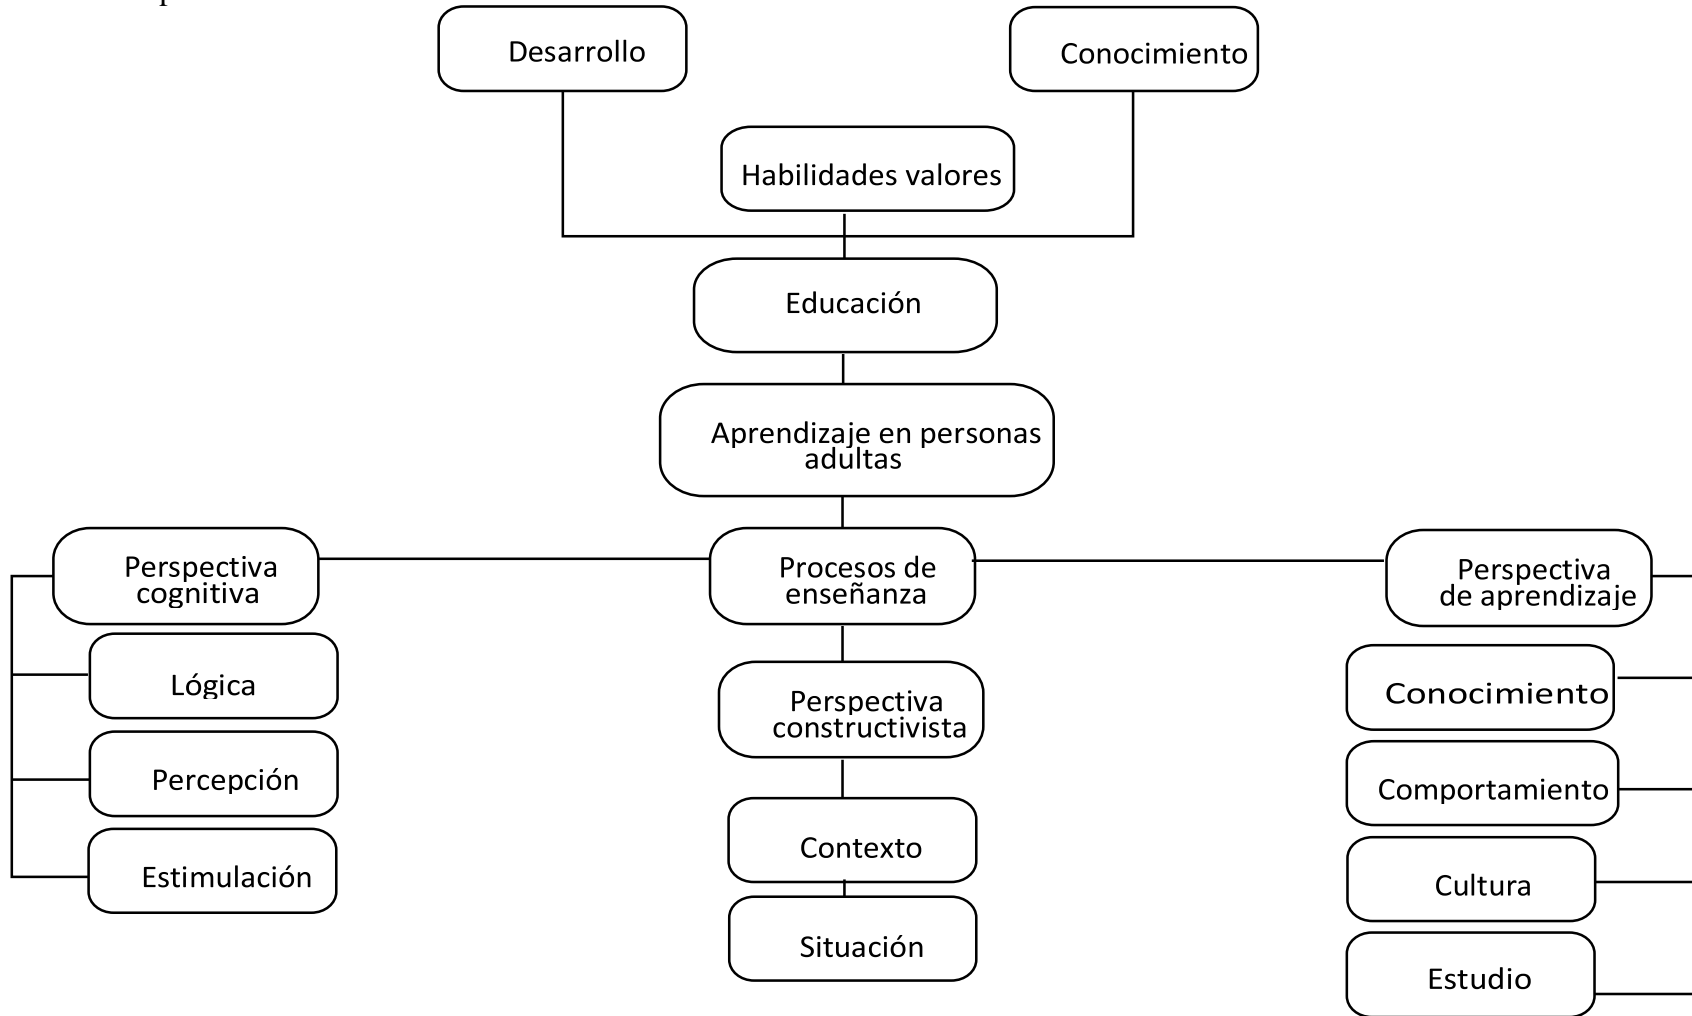 Desarrollo
Conocimiento
Habilidades valores
Educación
Aprendizaje en personas
adultas
Perspectiva
cognitiva
Procesos de
enseñanza
Perspectiva
de aprendizaje
Lógica
Percepción
Estimulación
Perspectiva
constructivista
Contexto
Situación
Conocimiento
Comportamiento
Cultura
Estudio